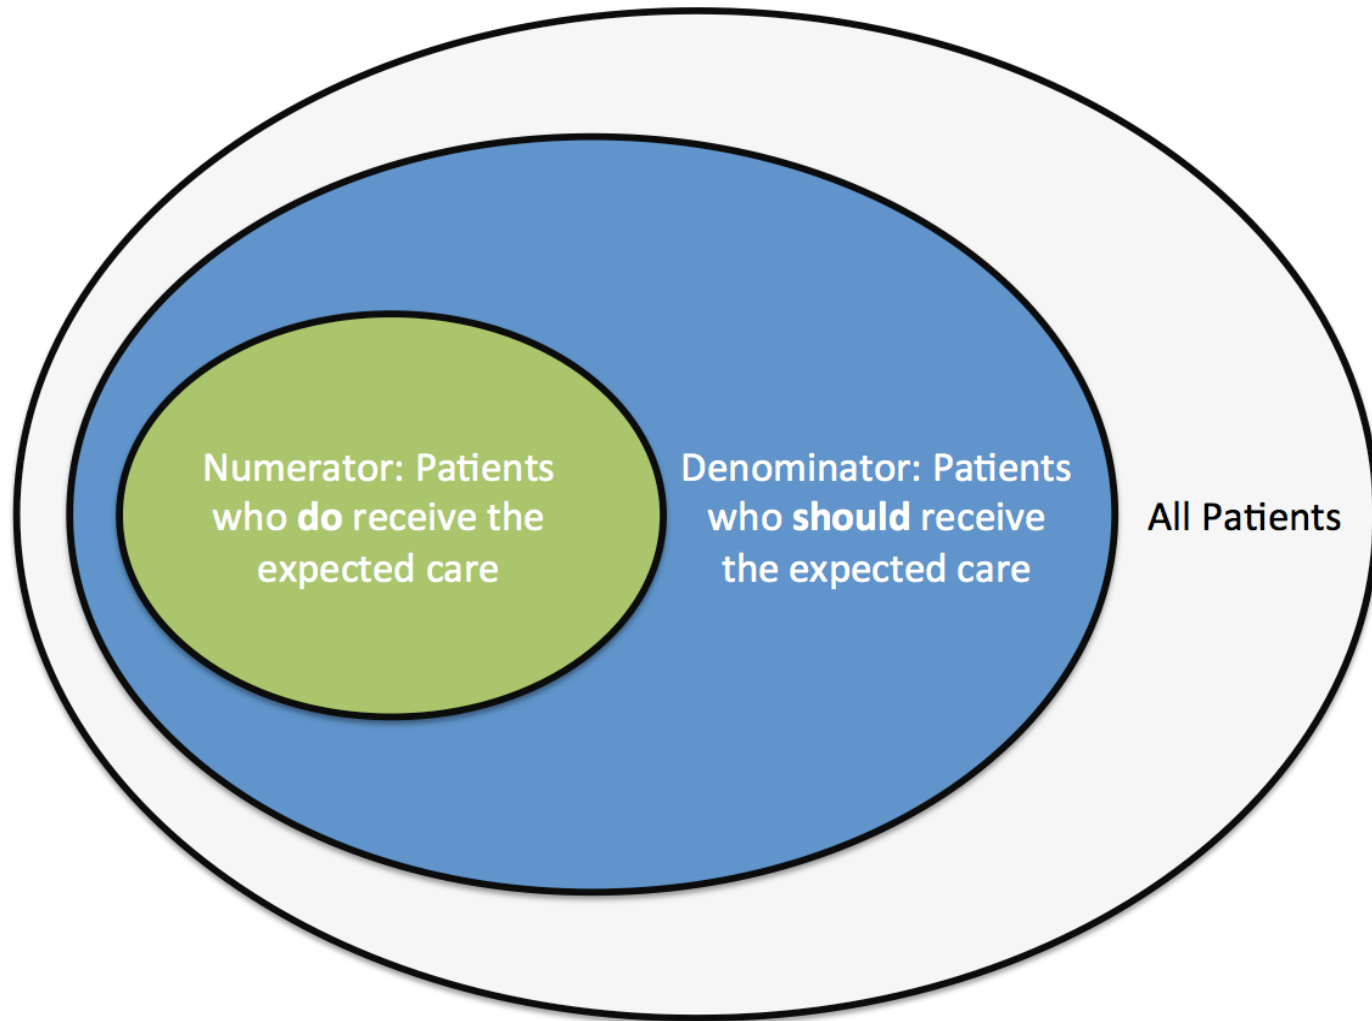 Numerator: Patients
who do receive the
expected care
Denominator: Patients
who should receive
the expected care
All Patients